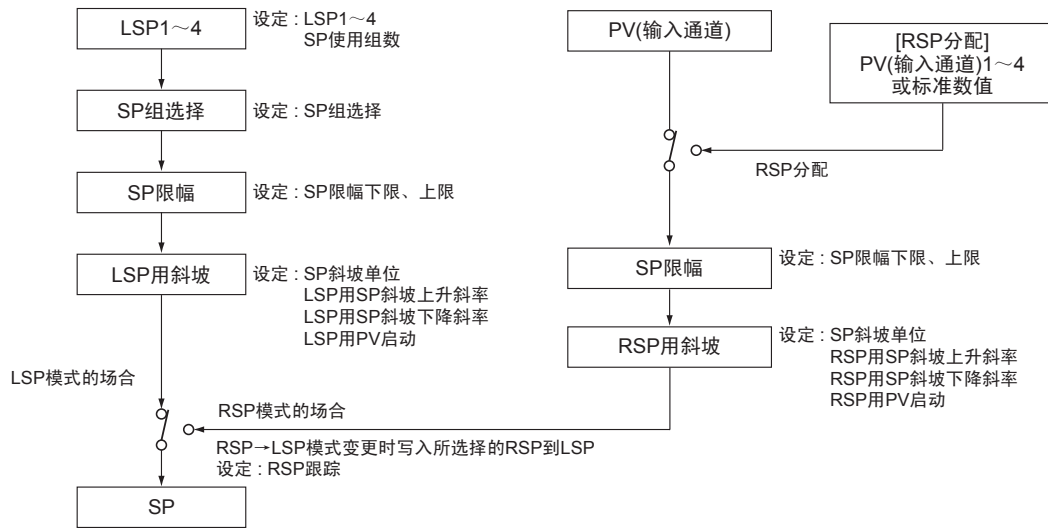 LSP1～4
设定 : LSP1～4
SP使用组数
SP组选择
设定 : SP组选择
SP限幅
设定 : SP限幅下限、上限
LSP用斜坡
设定 : SP斜坡单位
LSP用SP斜坡上升斜率
LSP用SP斜坡下降斜率
LSP用PV启动
LSP模式的场合
PV(输入通道)
[RSP分配]
PV(输入通道)1～4
或标准数值
RSP分配
SP限幅
设定 : SP限幅下限、上限
RSP用斜坡
设定 : SP斜坡单位
RSP用SP斜坡上升斜率
RSP用SP斜坡下降斜率
RSP用PV启动
RSP模式的场合
RSP→LSP模式变更时写入所选择的RSP到LSP
设定 : RSP跟踪
SP